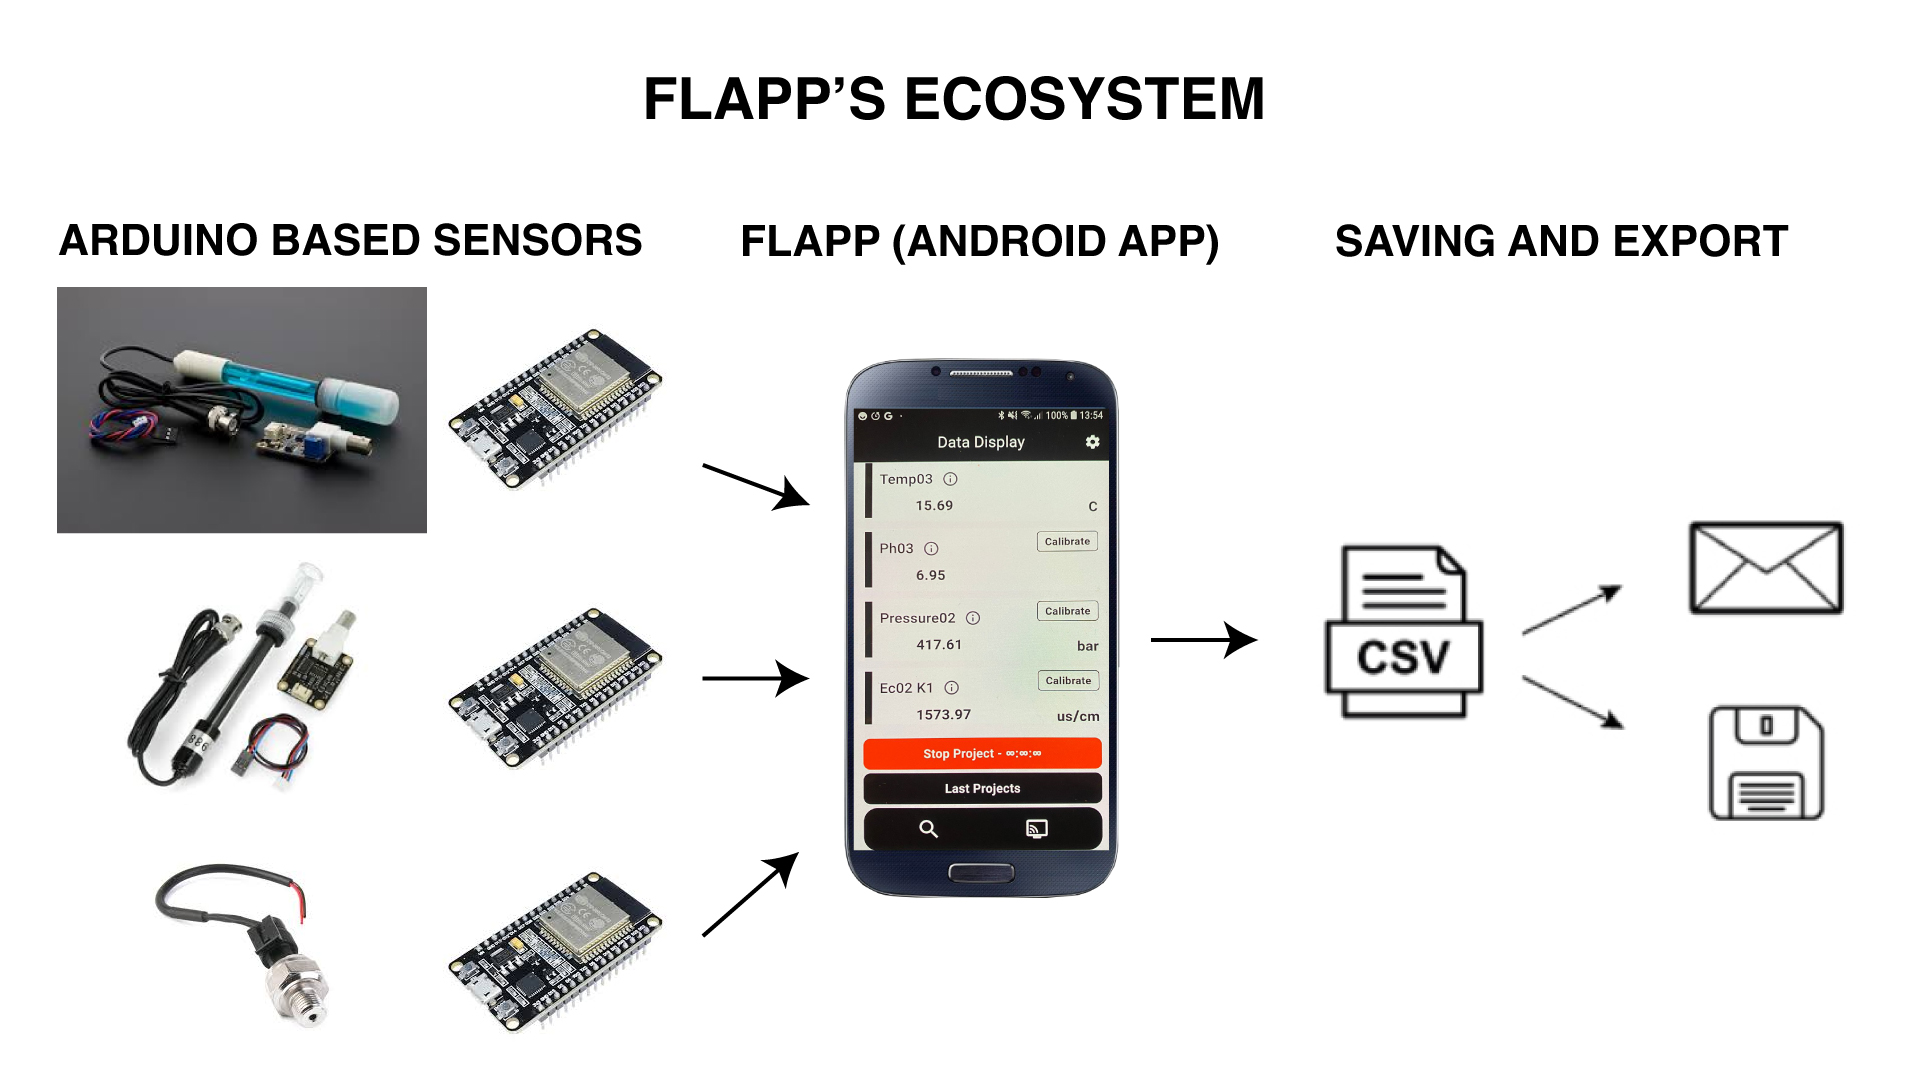 FLAPP’S ECOSYSTEM
ARDUINO BASED SENSORS
FLAPP (ANDROID APP)
SAVING AND EXPORT
G
100% 13:54
Data Display
Temp03
15.69 C
Ph03 Calibrate
6.95
Pressure02 Calibrate
417.61 bar
Ec02 K1 Calibrate
1573.97 us/cm
Stop Project - ∞:∞:∞
Last Projects
CSV